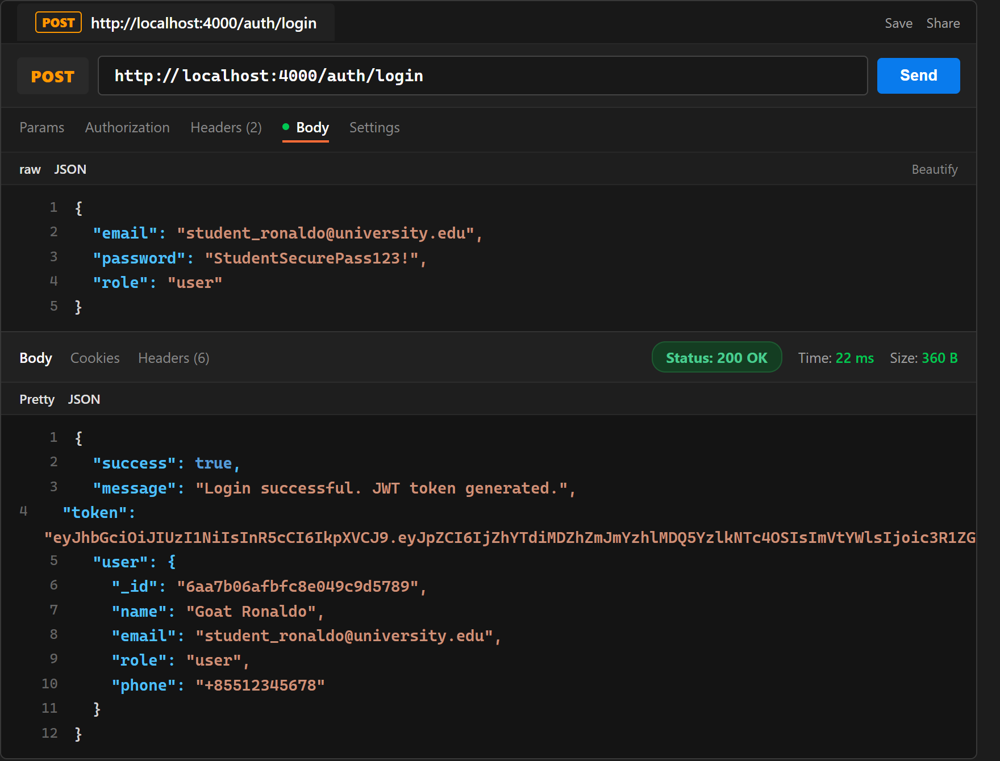 POST http://localhost:4000/auth/login Save Share
POST http://localhost:4000/auth/login Send
Params Authorization Headers (2) Body Settings
raw JSON Beautify
1 {
2 "email": "student_ronaldo@university.edu",
3 "password": "StudentSecurePass123!",
4 "role": "user"
5 }
Body Cookies Headers (6) Status: 200 OK Time: 22 ms Size: 360 B
Pretty JSON
1 {
2 "success": true,
3 "message": "Login successful. JWT token generated.",
4 "token":
"eyJhbGciOiJIUzI1NiIsInR5cCI6IkpXVCJ9.eyJpZCI6IjZhYTdiMDZhZmJmYzhlMDQ5YzlkNTc4OSIsImVtYWlsIjoic3R1ZG
5 "user": {
6 "_id": "6aa7b06afbfc8e049c9d5789",
7 "name": "Goat Ronaldo",
8 "email": "student_ronaldo@university.edu",
9 "role": "user",
10 "phone": "+85512345678"
11 }
12 }